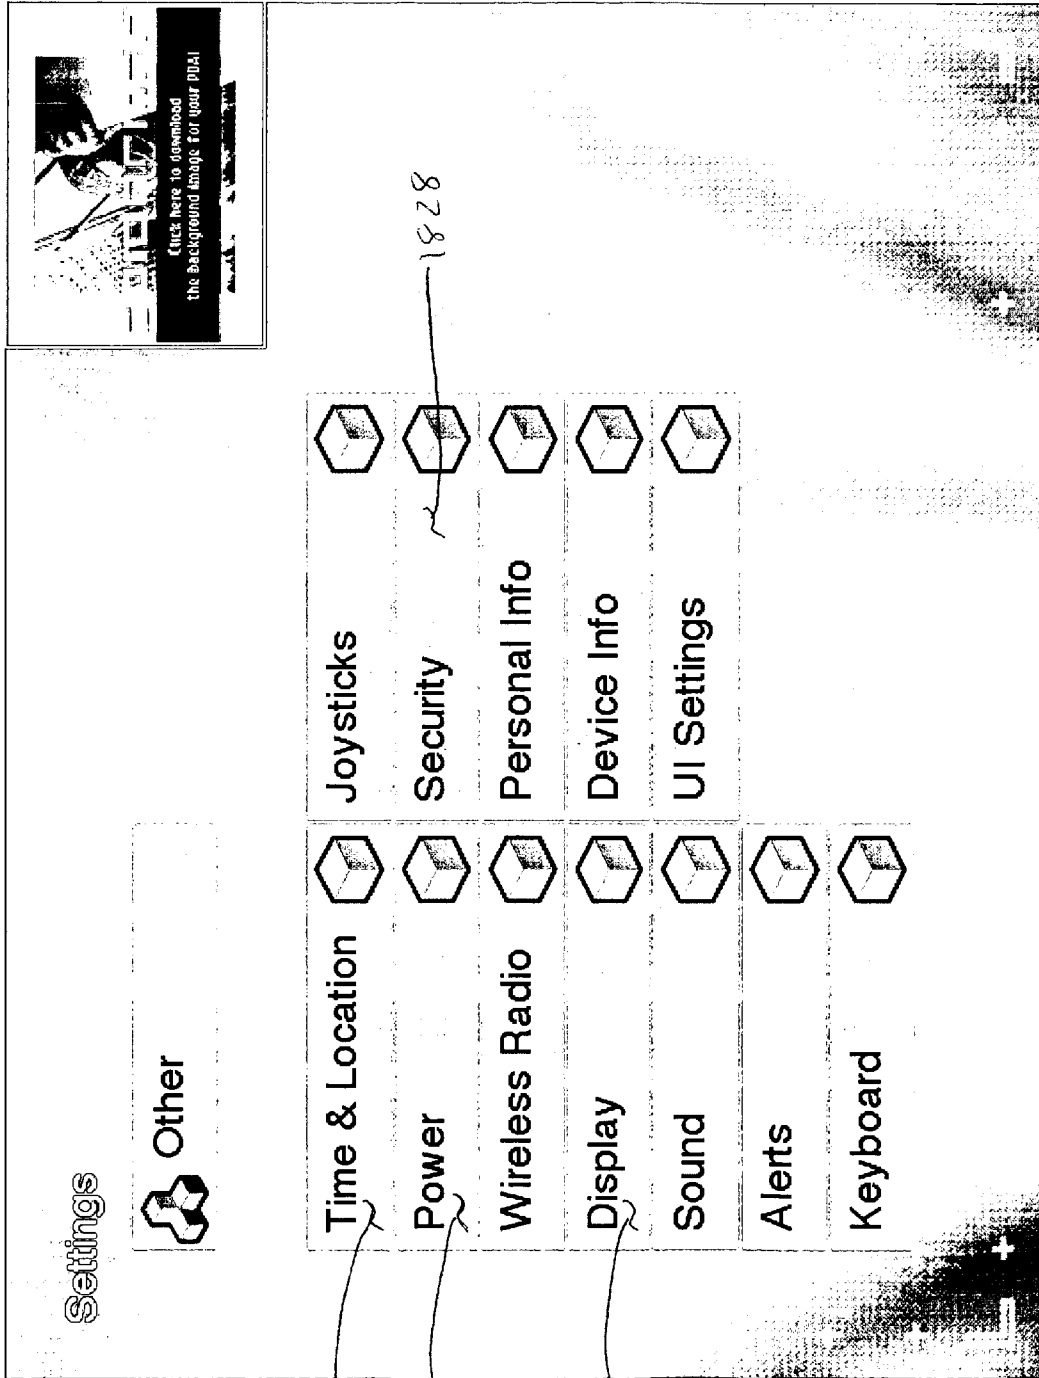 Settings
Click here to download
the background image for your PDA!
Other
Time & Location
Power
Wireless Radio
Display
Sound
Alerts
Keyboard
Joysticks
Security
Personal Info
Device Info
UI Settings
1828